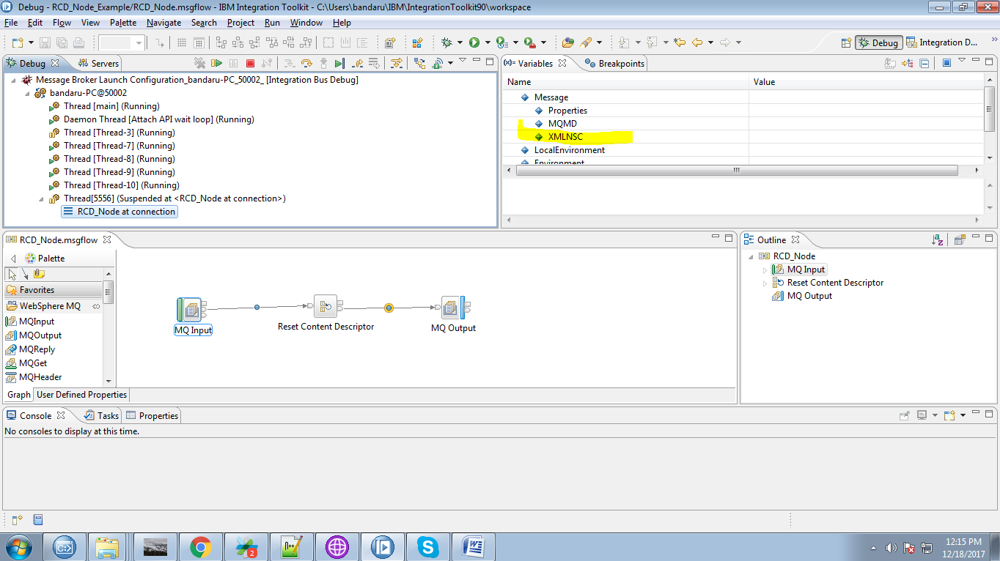 Debug - RCD_Node_Example/RCD_Node.msgflow - IBM Integration Toolkit - C:\Users\bandaru\IBM\IntegrationToolkit90\workspace
File Edit Flow View Palette Navigate Search Project Run Window Help
Debug Integration D... »
Debug Servers
Message Broker Launch Configuration_bandaru-PC_50002_ [Integration Bus Debug]
bandaru-PC@50002
Thread [main] (Running)
Daemon Thread [Attach API wait loop] (Running)
Thread [Thread-3] (Running)
Thread [Thread-7] (Running)
Thread [Thread-8] (Running)
Thread [Thread-9] (Running)
Thread [Thread-10] (Running)
Thread[5556] (Suspended at <RCD_Node at connection>)
RCD_Node at connection
(x)= Variables Breakpoints
Name Value
Message
Properties
MQMD
XMLNSC
LocalEnvironment
Environment
RCD_Node.msgflow
Palette
Favorites
WebSphere MQ
MQInput
MQOutput
MQReply
MQGet
MQHeader
MQ Input
Reset Content Descriptor
MQ Output
Graph User Defined Properties
Outline
RCD_Node
MQ Input
Reset Content Descriptor
MQ Output
Console Tasks Properties
No consoles to display at this time.
2
N++
12:15 PM
12/18/2017